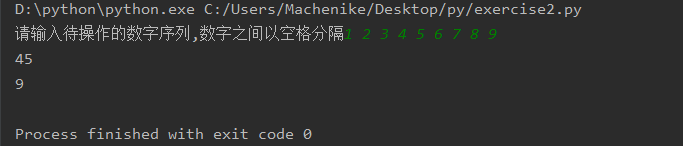 D:\python\python.exe C:/Users/Machenike/Desktop/py/exercise2.py
请输入待操作的数字序列,数字之间以空格分隔1 2 3 4 5 6 7 8 9
45
9
Process finished with exit code 0